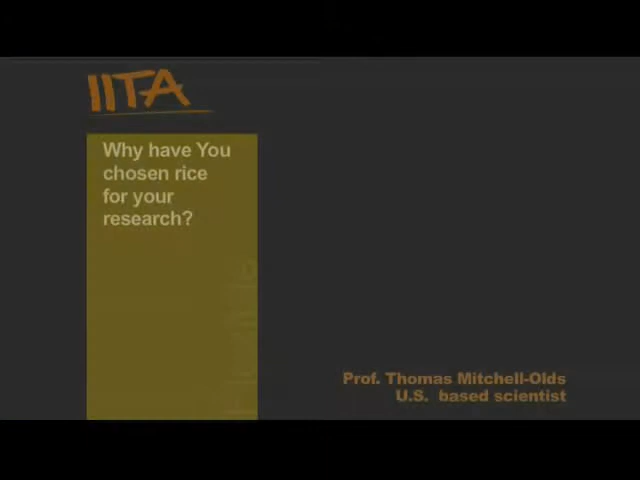 IITA
Why have You
chosen rice
for your
research?
Prof. Thomas Mitchell-Olds
U.S. based scientist